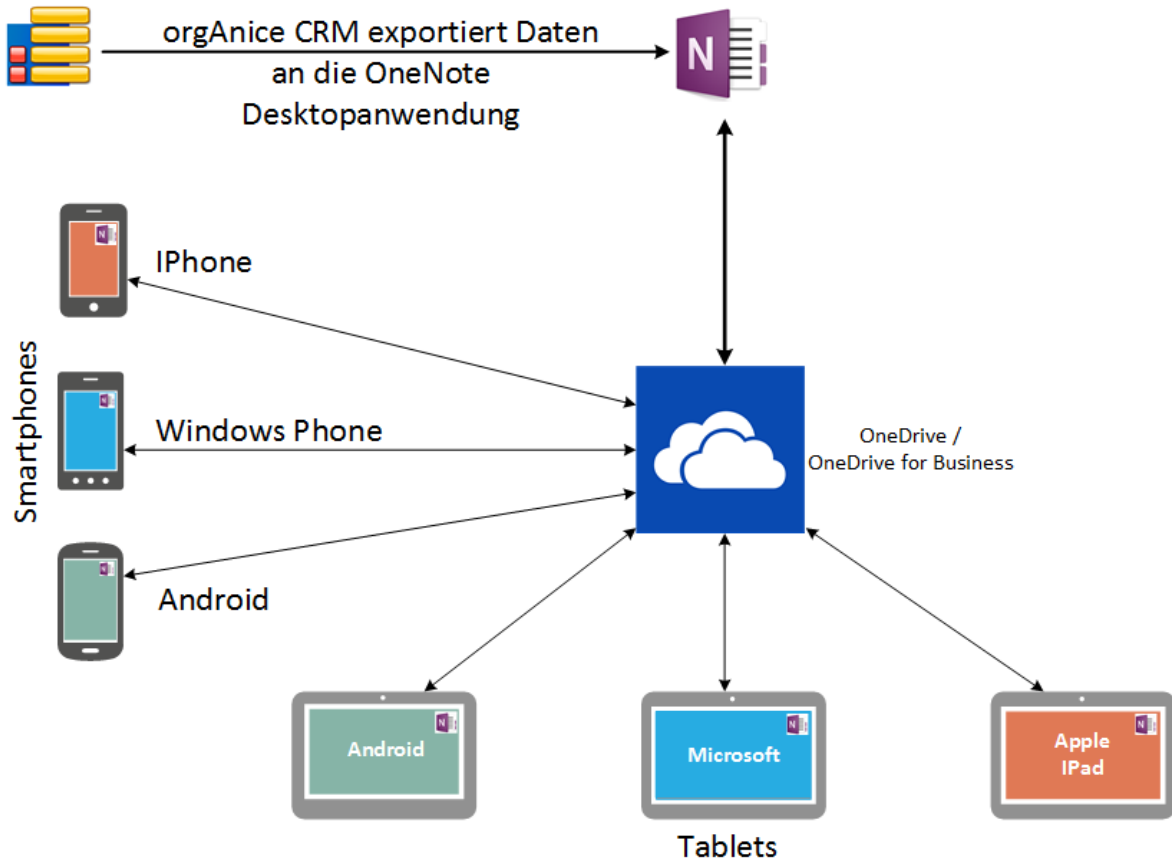 orgAnice CRM exportiert Daten
an die OneNote
Desktopanwendung
N
Smartphones
N
IPhone
N
Windows Phone
N
Android
OneDrive /
OneDrive for Business
N
Android
N
Microsoft
N
Apple
IPad
Tablets